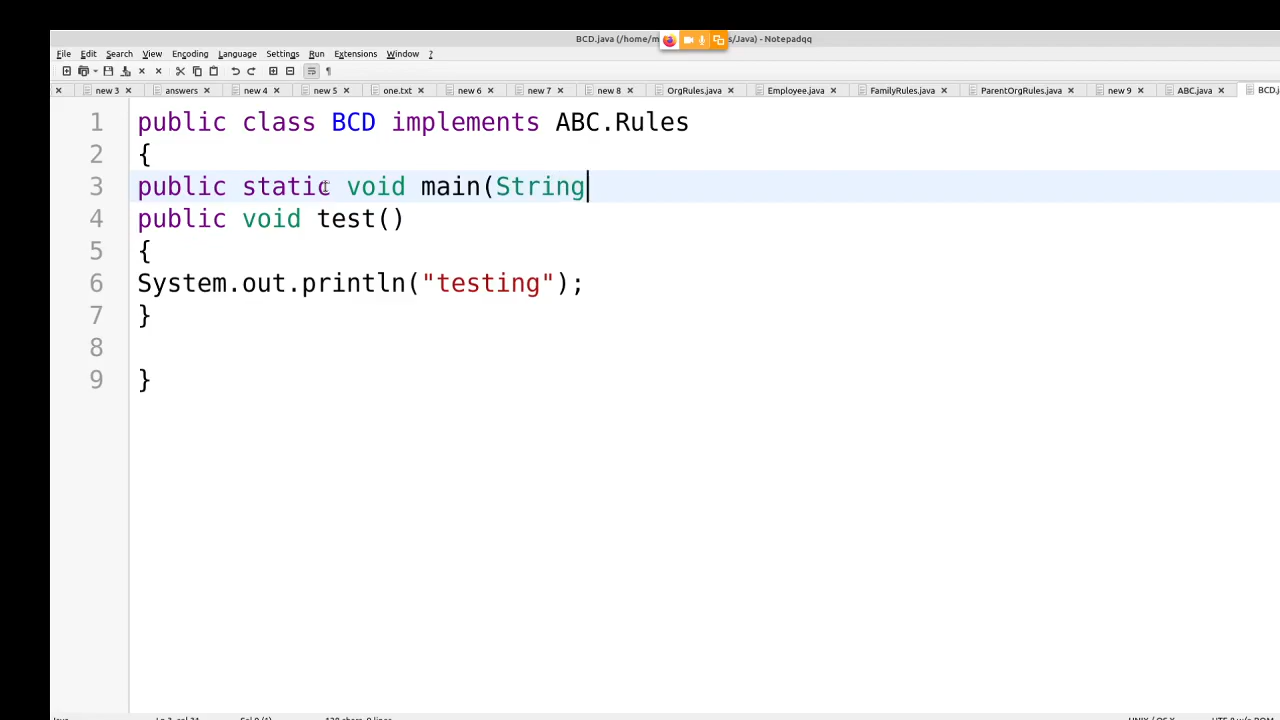 BCD.java (/home/m s/Java) - Notepadqq
File Edit Search View Encoding Language Settings Run Extensions Window ?
new 3 answers new 4 new 5 one.txt new 6 new 7 new 8 OrgRules.java Employee.java FamilyRules.java ParentOrgRules.java new 9 ABC.java BCD.j
1 public class BCD implements ABC.Rules
2 {
3 public static void main(String
4 public void test()
5 {
6 System.out.println("testing");
7 }
8
9 }